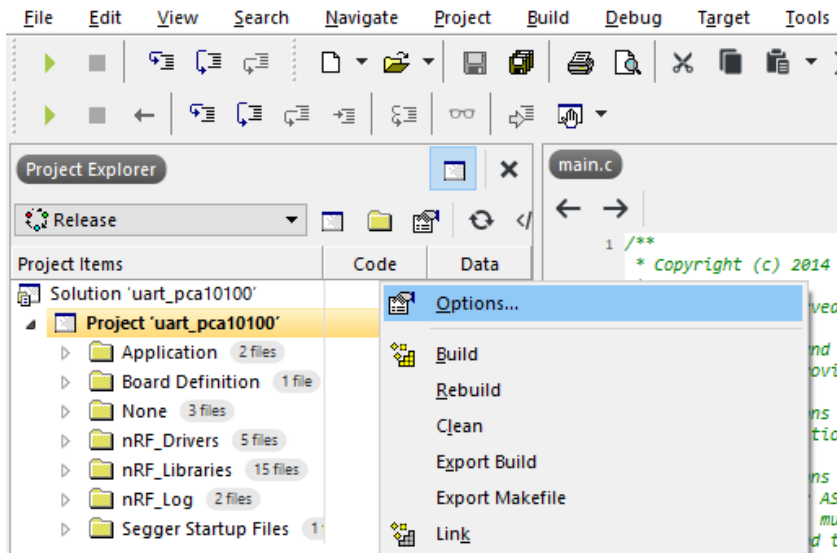 File Edit View Search Navigate Project Build Debug Target Tools
Project Explorer
main.c
Release
Project Items Code Data
1 /**
* Copyright (c) 2014
Solution 'uart_pca10100'
Project 'uart_pca10100'
Application 2 files
Board Definition 1 file
None 3 files
nRF_Drivers 5 files
nRF_Libraries 15 files
nRF_Log 2 files
Segger Startup Files 1
Options...
Build
Rebuild
Clean
Export Build
Export Makefile
Link